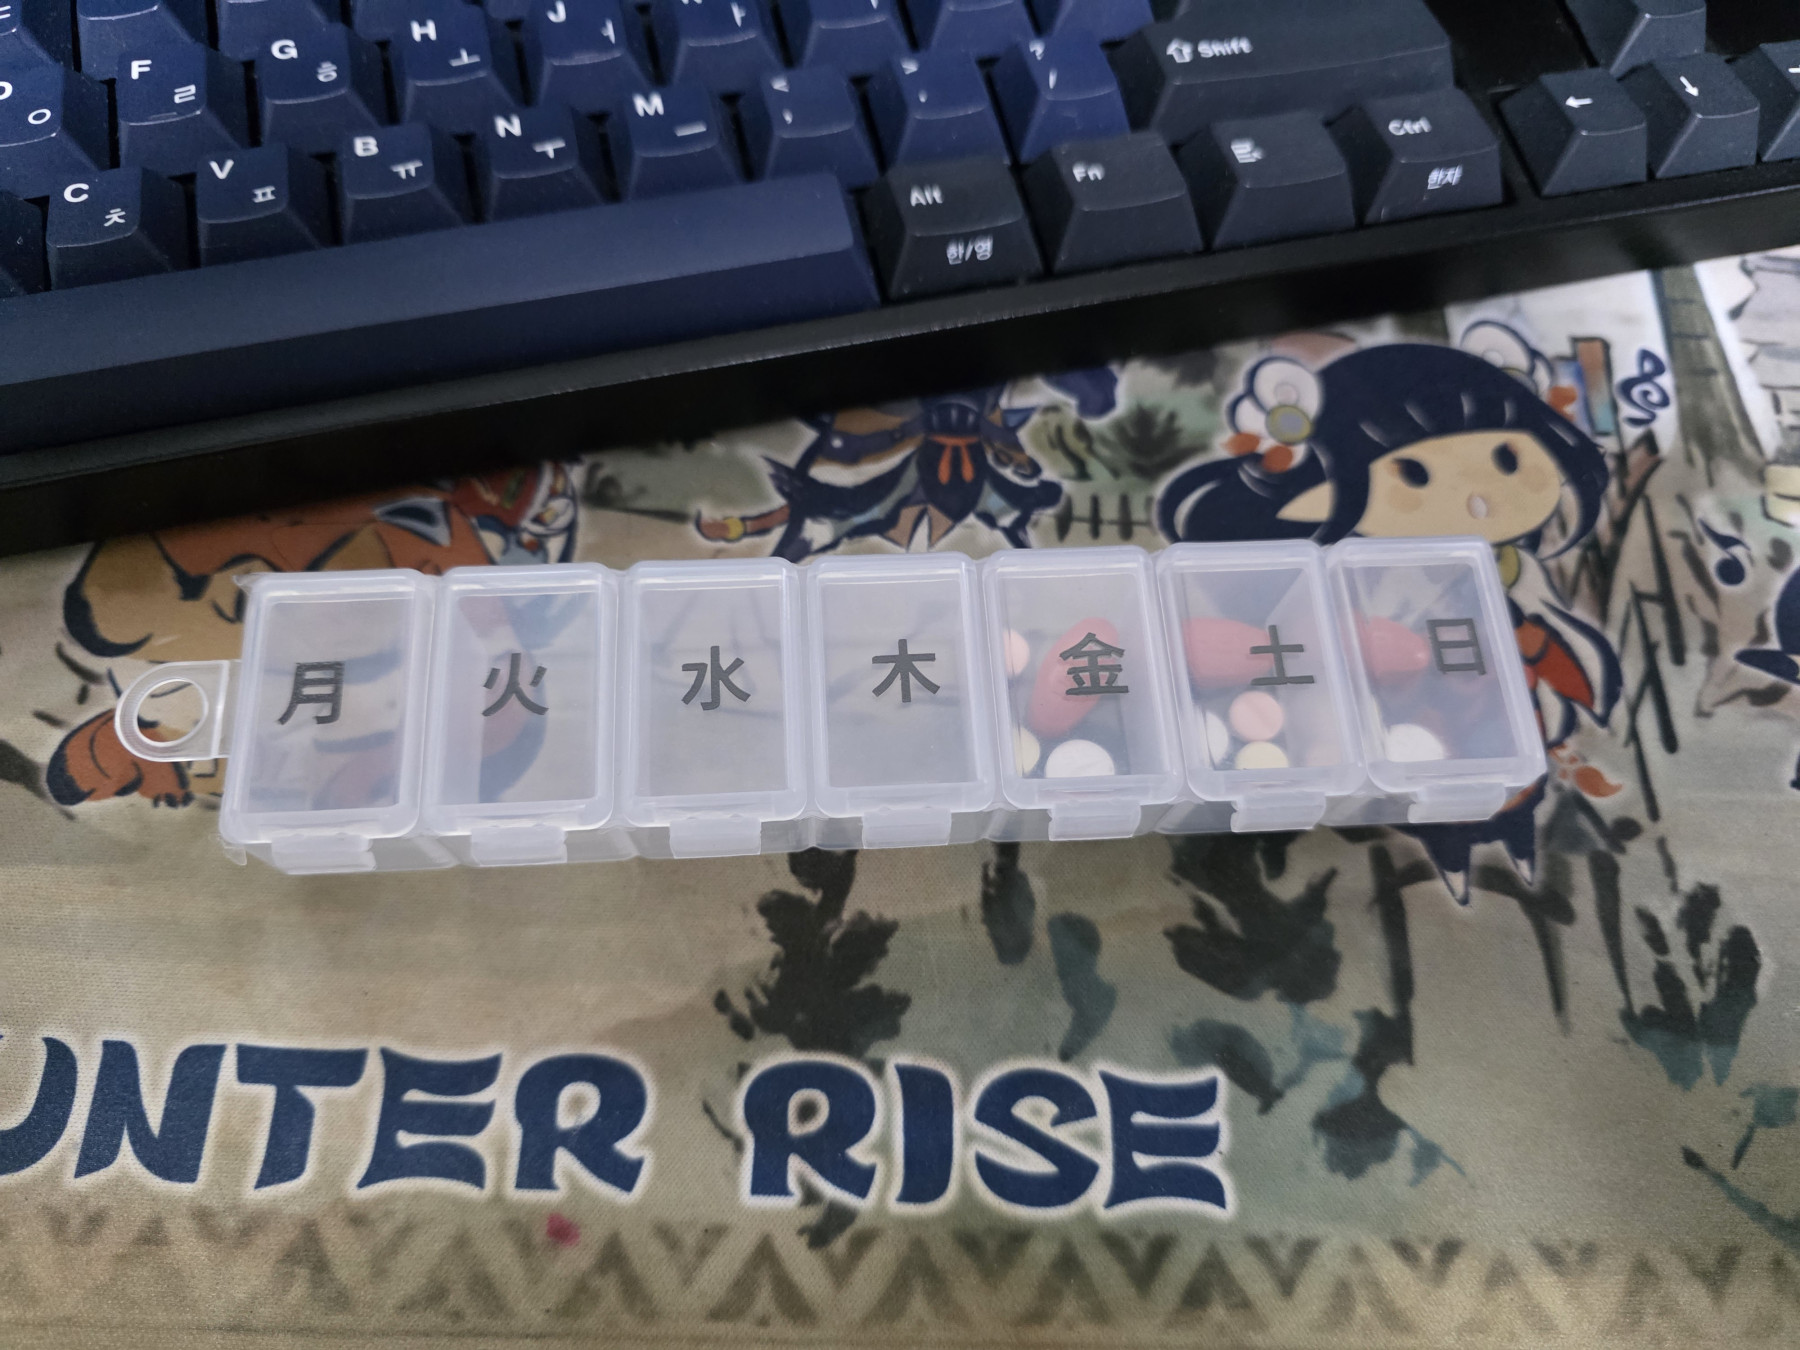 F ㄹ
G ㅎ
H ㅗ
J ㅓ
C ㅊ
V ㅍ
B ㅠ
N ㅜ
M ㅡ
⇧ Shift
Alt 한/영
Fn
Ctrl 한자
←
↓
月 火 水 木 金 土 日
UNTER RISE